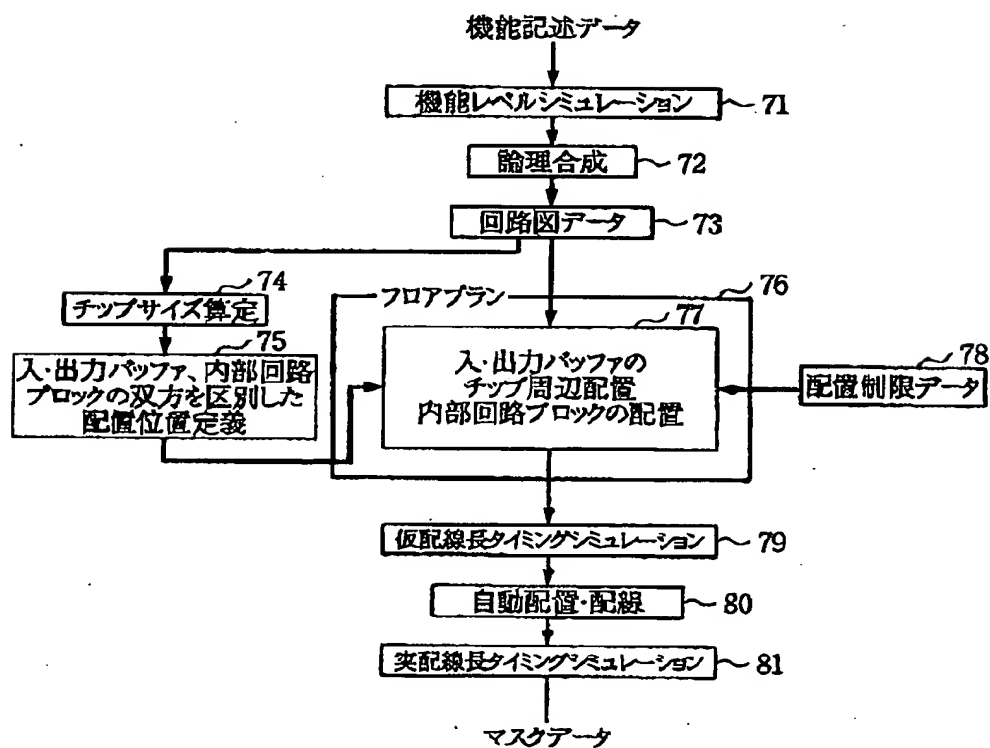 機能記述データ
機能レベルシミュレーション 71
論理合成 72
回路図データ 73
74
チップサイズ算定
75
入・出力バッファ、内部回路
ブロックの双方を区別した
配置位置定義
フロアプラン 76
77
入・出力バッファの
チップ周辺配置
内部回路ブロックの配置
78
配置制限データ
仮配線長タイミングシミュレーション 79
自動配置・配線 80
実配線長タイミングシミュレーション 81
マスクデータ